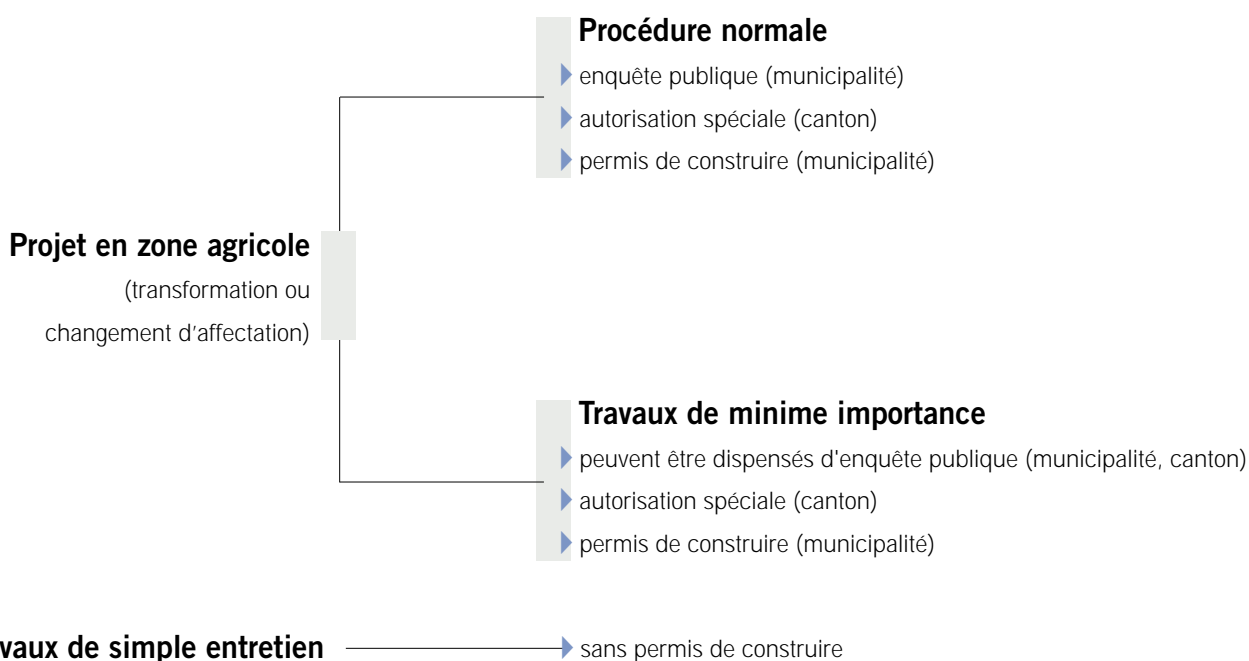 Procédure normale
enquête publique (municipalité)
autorisation spéciale (canton)
permis de construire (municipalité)
Projet en zone agricole
(transformation ou
changement d'affectation)
Travaux de minime importance
peuvent être dispensés d'enquête publique (municipalité, canton)
autorisation spéciale (canton)
permis de construire (municipalité)
vaux de simple entretien
sans permis de construire